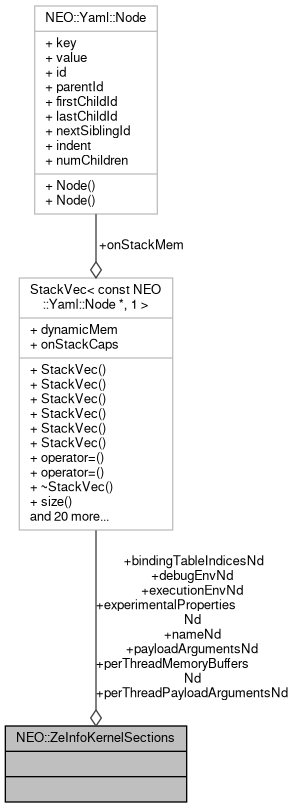 NEO::Yaml::Node
+ key
+ value
+ id
+ parentId
+ firstChildId
+ lastChildId
+ nextSiblingId
+ indent
+ numChildren
+ Node()
+ Node()
+onStackMem
StackVec< const NEO
::Yaml::Node *, 1 >
+ dynamicMem
+ onStackCaps
+ StackVec()
+ StackVec()
+ StackVec()
+ StackVec()
+ StackVec()
+ StackVec()
+ operator=()
+ operator=()
+ ~StackVec()
+ size()
and 20 more...
+bindingTableIndicesNd
+debugEnvNd
+executionEnvNd
+experimentalProperties
Nd
+nameNd
+payloadArgumentsNd
+perThreadMemoryBuffers
Nd
+perThreadPayloadArgumentsNd
NEO::ZeInfoKernelSections